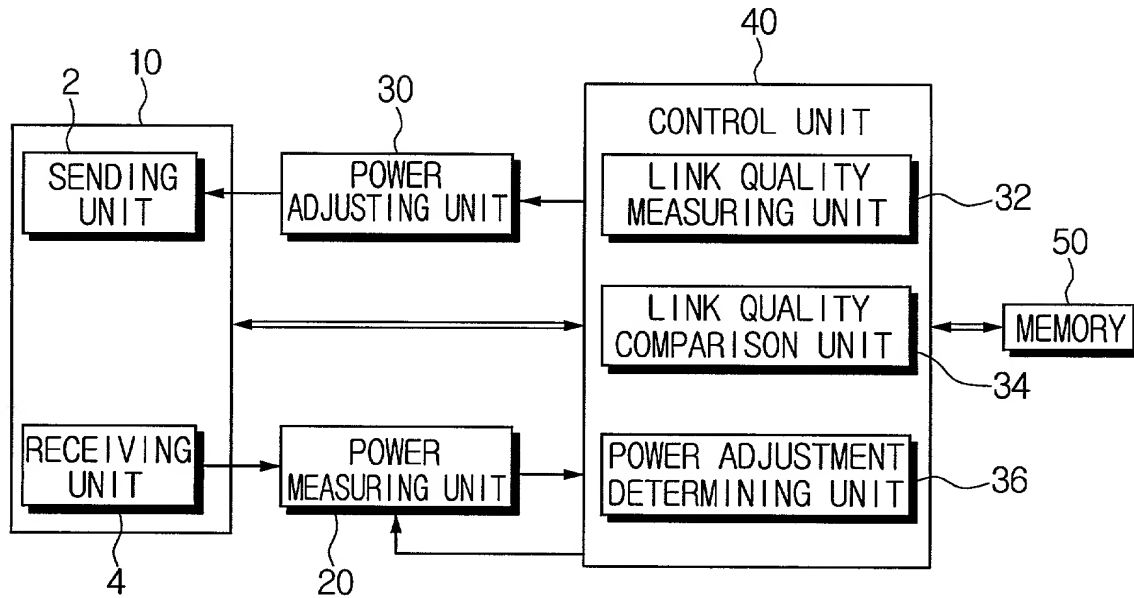 40
10
2
30
CONTROL UNIT
SENDING
UNIT
POWER
ADJUSTING UNIT
LINK QUALITY
MEASURING UNIT
32
50
LINK QUALITY
COMPARISON UNIT
MEMORY
34
RECEIVING
UNIT
POWER
MEASURING UNIT
POWER ADJUSTMENT
DETERMINING UNIT
36
4
20